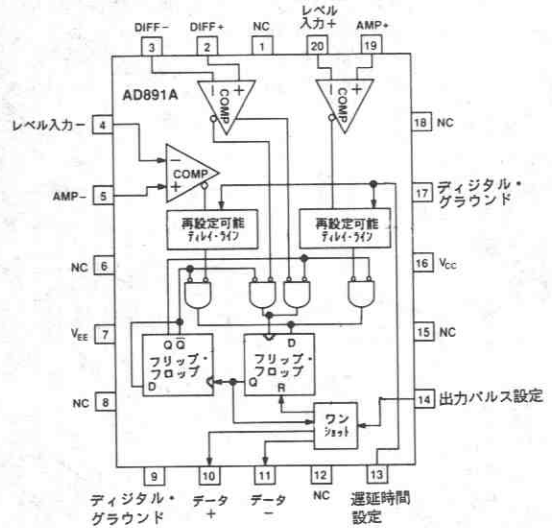 DIFF− DIFF+ NC レベル入力＋ AMP+
3 2 1 20 19
AD891A
− + COMP
− + COMP
レベル入力− 4
18 NC
− + COMP
AMP− 5
17 ディジタル・グラウンド
再設定可能
ディレイ・ライン
再設定可能
ディレイ・ライン
NC 6
16 VCC
VEE 7
15 NC
Q Q̅
フリップ・
フロップ
D
D
フリップ・
フロップ
Q
R
NC 8
14 出力パルス設定
ワン
ショット
9 10 11 12 13
ディジタル・
グラウンド
データ
＋
データ
−
NC
遅延時間
設定